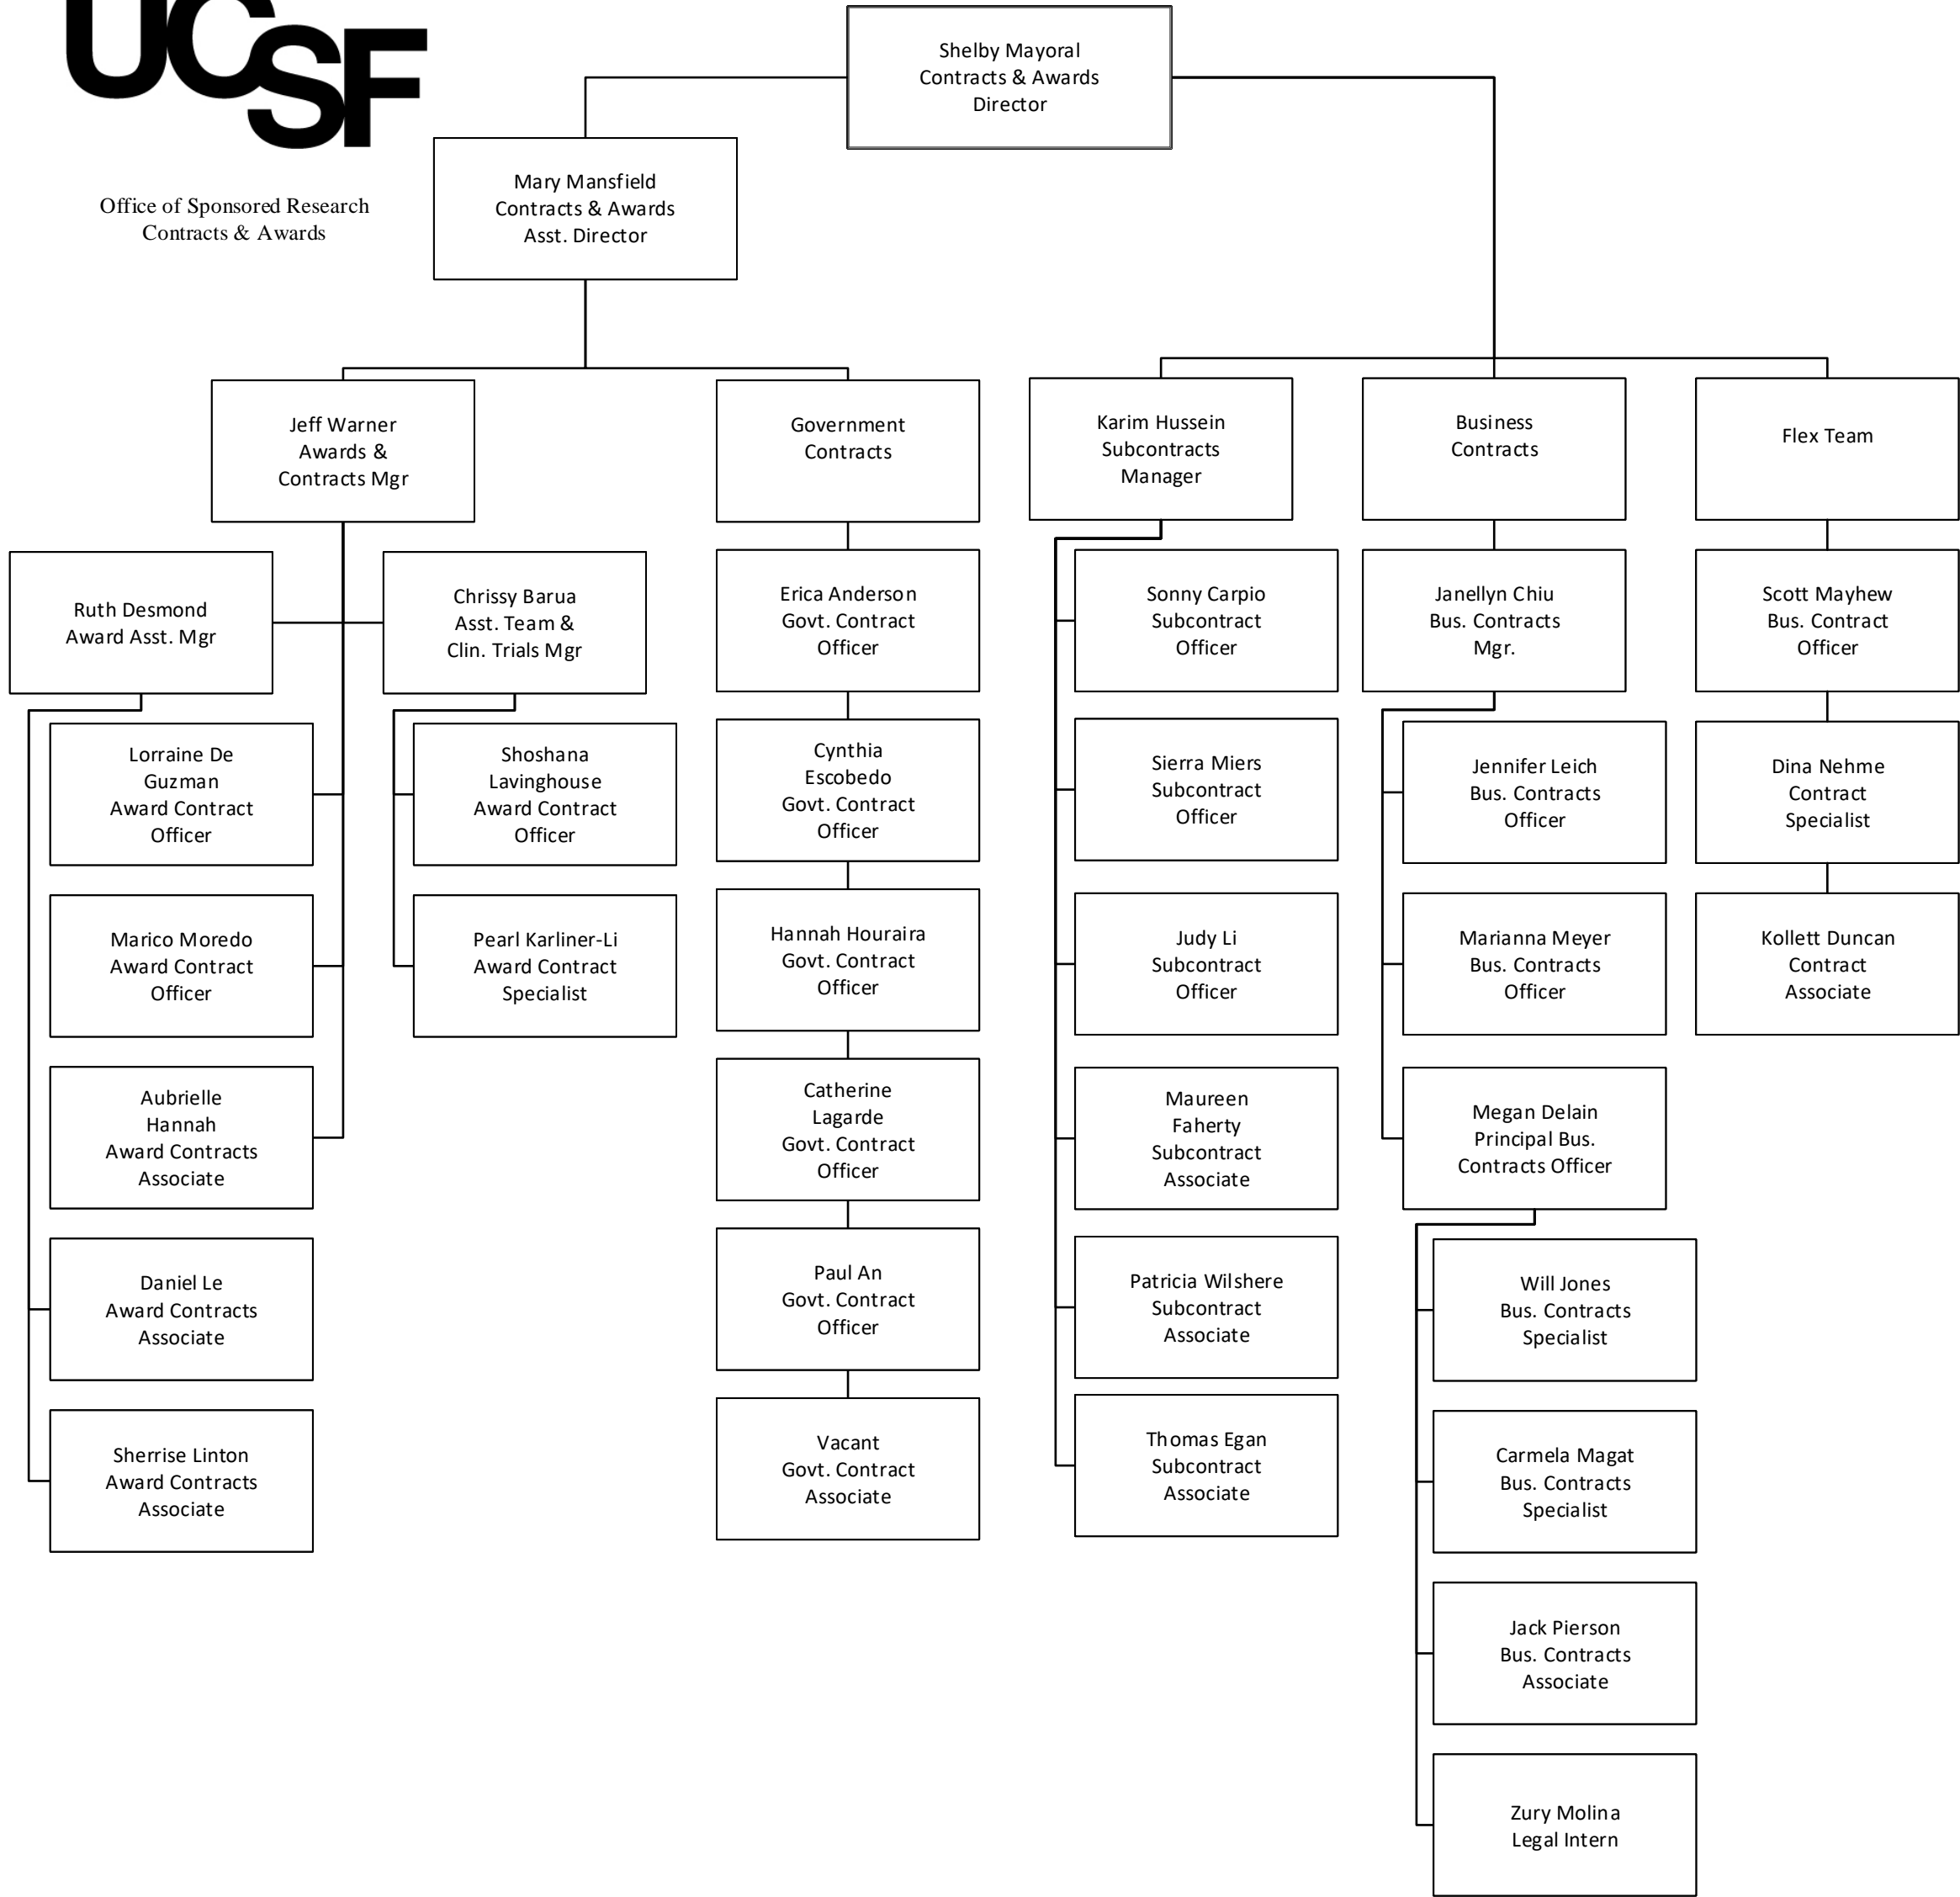 UCSF
Office of Sponsored Research
Contracts & Awards
Shelby Mayoral
Contracts & Awards
Director
Mary Mansfield
Contracts & Awards
Asst. Director
Jeff Warner
Awards &
Contracts Mgr
Government
Contracts
Karim Hussein
Subcontracts
Manager
Business
Contracts
Flex Team
Ruth Desmond
Award Asst. Mgr
Chrissy Barua
Asst. Team &
Clin. Trials Mgr
Erica Anderson
Govt. Contract
Officer
Sonny Carpio
Subcontract
Officer
Janellyn Chiu
Bus. Contracts
Mgr.
Scott Mayhew
Bus. Contract
Officer
Lorraine De
Guzman
Award Contract
Officer
Shoshana
Lavinghouse
Award Contract
Officer
Cynthia
Escobedo
Govt. Contract
Officer
Sierra Miers
Subcontract
Officer
Jennifer Leich
Bus. Contracts
Officer
Dina Nehme
Contract
Specialist
Marico Moredo
Award Contract
Officer
Pearl Karliner-Li
Award Contract
Specialist
Hannah Houraira
Govt. Contract
Officer
Judy Li
Subcontract
Officer
Marianna Meyer
Bus. Contracts
Officer
Kollett Duncan
Contract
Associate
Aubrielle
Hannah
Award Contracts
Associate
Catherine
Lagarde
Govt. Contract
Officer
Maureen
Faherty
Subcontract
Associate
Megan Delain
Principal Bus.
Contracts Officer
Daniel Le
Award Contracts
Associate
Paul An
Govt. Contract
Officer
Patricia Wilshere
Subcontract
Associate
Will Jones
Bus. Contracts
Specialist
Sherrise Linton
Award Contracts
Associate
Vacant
Govt. Contract
Associate
Thomas Egan
Subcontract
Associate
Carmela Magat
Bus. Contracts
Specialist
Jack Pierson
Bus. Contracts
Associate
Zury Molina
Legal Intern